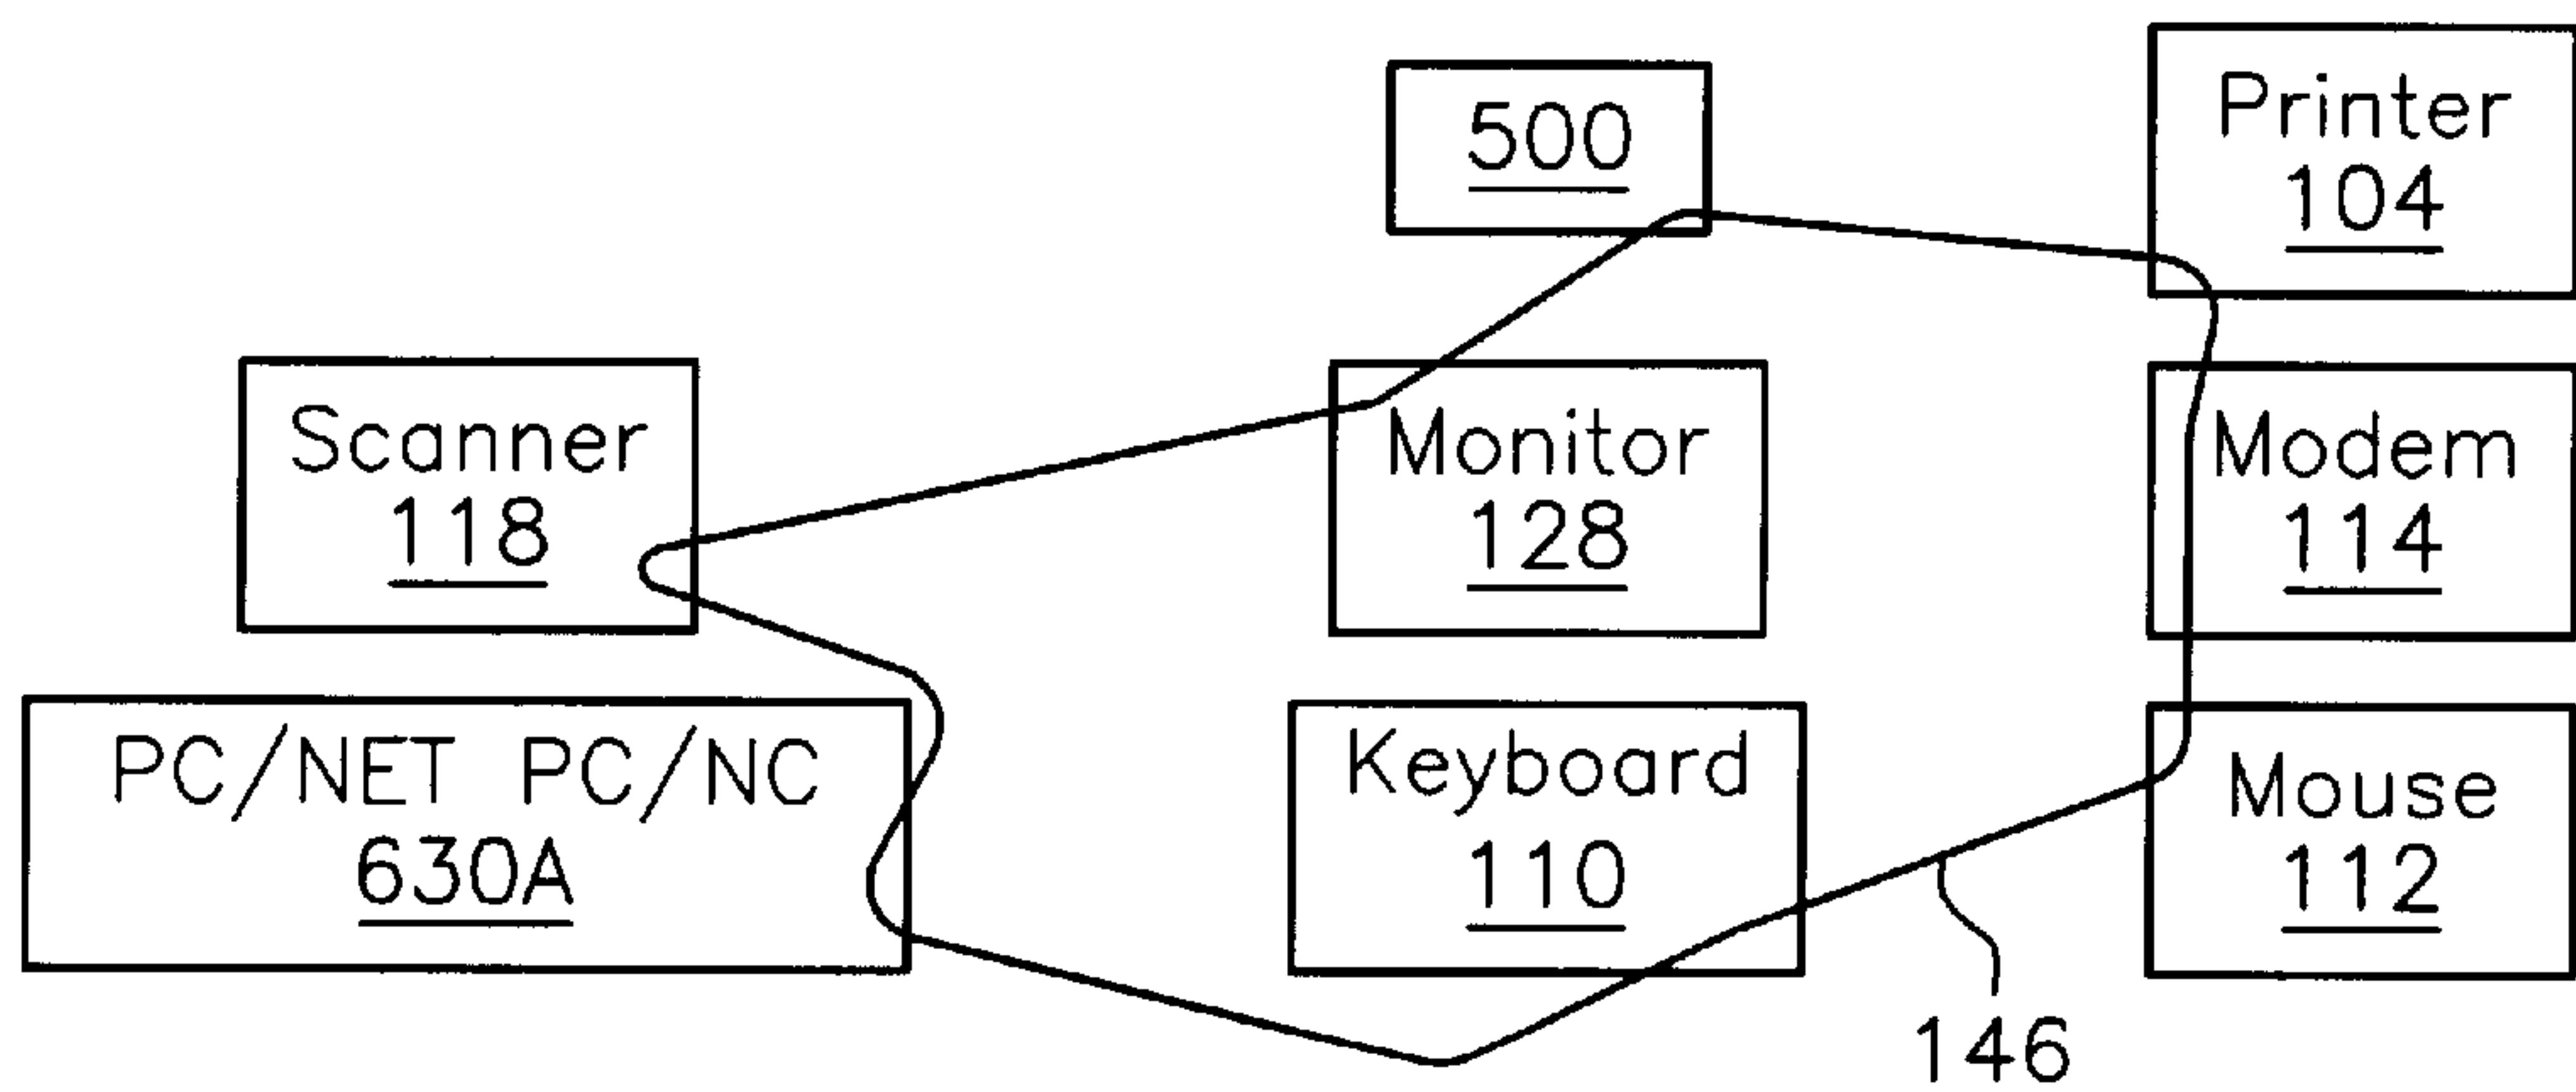 500
Printer
104
Scanner
118
Monitor
128
Modem
114
PC/NET PC/NC
630A
Keyboard
110
Mouse
112
146